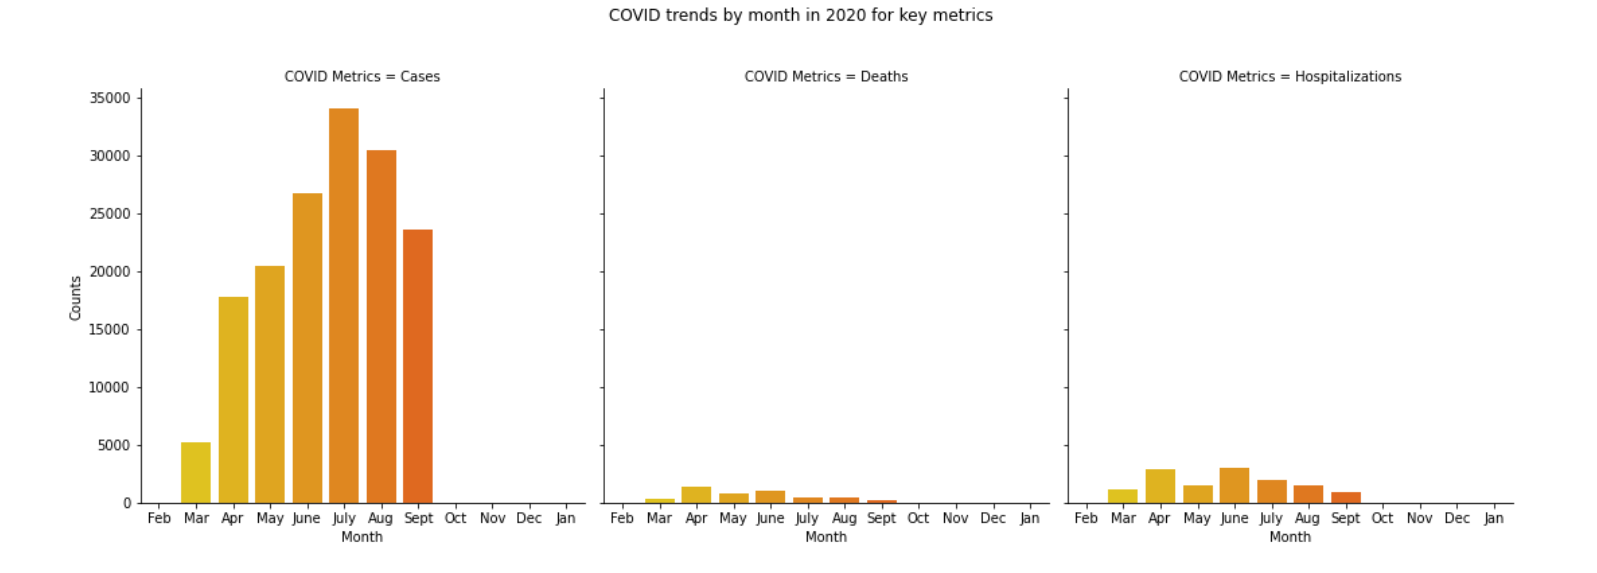 COVID trends by month in 2020 for key metrics
COVID Metrics = Cases
COVID Metrics = Deaths
COVID Metrics = Hospitalizations
Counts
35000
30000
25000
20000
15000
10000
5000
0
Feb Mar Apr May June July Aug Sept Oct Nov Dec Jan
Month
Feb Mar Apr May June July Aug Sept Oct Nov Dec Jan
Month
Feb Mar Apr May June July Aug Sept Oct Nov Dec Jan
Month